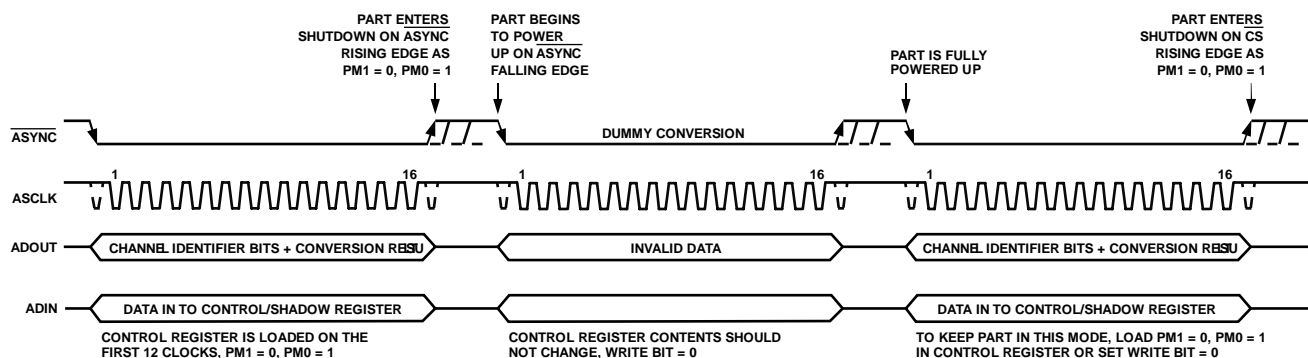 PART ENTERS
SHUTDOWN ON ASYNC
RISING EDGE AS
PM1 = 0, PM0 = 1
PART BEGINS
TO POWER
UP ON ASYNC
FALLING EDGE
PART IS FULLY
POWERED UP
PART ENTERS
SHUTDOWN ON CS
RISING EDGE AS
PM1 = 0, PM0 = 1
ASYNC
DUMMY CONVERSION
1 16 1 16 1 16
ASCLK
ADOUT CHANNEL IDENTIFIER BITS + CONVERSION RESULT INVALID DATA CHANNEL IDENTIFIER BITS + CONVERSION RESULT
ADIN DATA IN TO CONTROL/SHADOW REGISTER DATA IN TO CONTROL/SHADOW REGISTER
CONTROL REGISTER IS LOADED ON THE
FIRST 12 CLOCKS, PM1 = 0, PM0 = 1
CONTROL REGISTER CONTENTS SHOULD
NOT CHANGE, WRITE BIT = 0
TO KEEP PART IN THIS MODE, LOAD PM1 = 0, PM0 = 1
IN CONTROL REGISTER OR SET WRITE BIT = 0